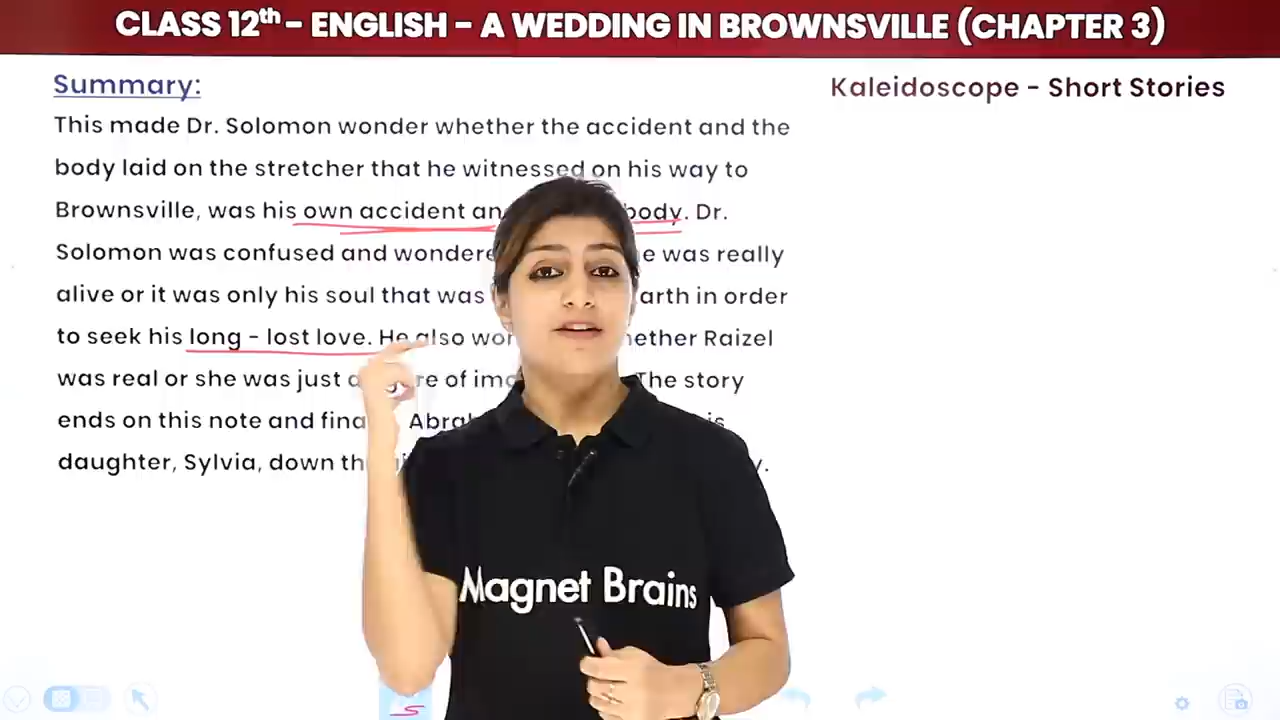 CLASS 12th – ENGLISH – A WEDDING IN BROWNSVILLE (CHAPTER 3)
Summary:
Kaleidoscope - Short Stories
This made Dr. Solomon wonder whether the accident and the
body laid on the stretcher that he witnessed on his way to
Brownsville, was his own accident an body. Dr.
Solomon was confused and wondere e was really
alive or it was only his soul that was arth in order
to seek his long - lost love. He also wo hether Raizel
was real or she was just a re of im The story
ends on this note and fina Abra is
daughter, Sylvia, down th
Magnet Brains